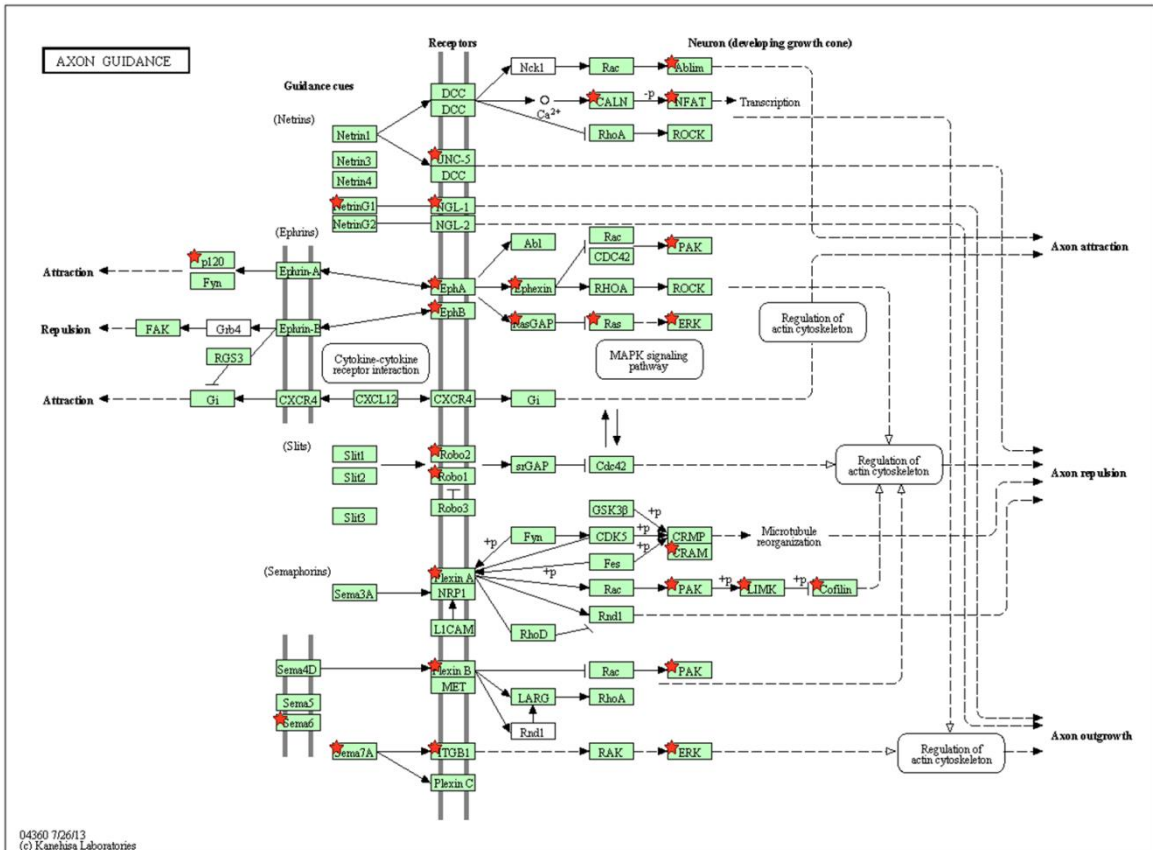 AXON GUIDANCE
Receptors
Neuron (developing growth cone)
Guidance cues
(Netrins)
Nck1
Rac
Ablim
DCC
DCC
Ca2+
CALN
-p
NFAT
Transcription
Netrin1
RhoA
ROCK
Netrin3
UNC-5
Netrin4
DCC
NetrinG1
NGL-1
NetrinG2
NGL-2
(Ephrins)
Abl
Rac
CDC42
PAK
Axon attraction
p120
Fyn
Attraction
Ephrin-A
EphA
Ephexin
RHOA
ROCK
EphB
Regulation of
actin cytoskeleton
Repulsion
FAK
Grb4
Ephrin-B
RasGAP
Ras
ERK
RGS3
Cytokine-cytokine
receptor interaction
MAPK signaling
pathway
Attraction
Gi
CXCR4
CXCL12
CXCR4
Gi
(Slits)
Slit1
Slit2
Slit3
Robo2
Robo1
Robo3
srGAP
Cdc42
Regulation of
actin cytoskeleton
Axon repulsion
GSK3β
+p
+p
Fyn
CDK5
+p
CRMP
CRAM
Microtubule
reorganization
Fes
+p
+p
(Semaphorins)
Sema3A
Plexin A
NRP1
L1CAM
Rac
PAK
+p
LIMK
+p
Cofilin
Rnd1
RhoD
Sema4D
Plexin B
MET
Rac
PAK
Sema5
LARG
RhoA
Sema6
Rnd1
Sema7A
ITGB1
RAK
ERK
Regulation of
actin cytoskeleton
Axon outgrowth
Plexin C
04360 7/26/13
(c) Kanehisa Laboratories